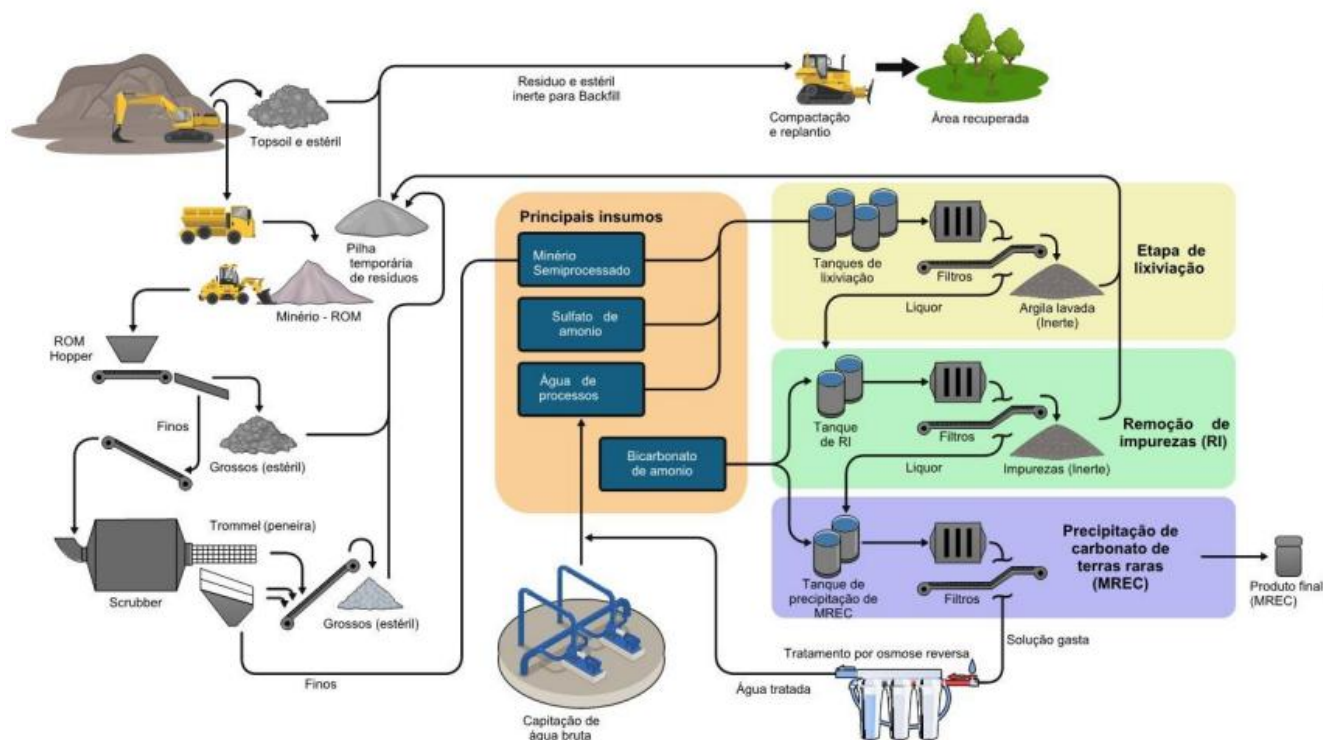 Resíduo e estéril
inerte para Backfill
Topsoil e estéril
Compactação
e replantio
Área recuperada
Pilha
temporária
de resíduos
Minério - ROM
ROM
Hopper
Finos
Grossos (estéril)
Trommel (peneira)
Scrubber
Grossos (estéril)
Finos
Principais insumos
Minério
Semiprocessado
Sulfato de
amonio
Água de
processos
Bicarbonato
de amonio
Tanques de
lixiviação
Filtros
Liquor
Argila lavada
(Inerte)
Etapa de
lixiviação
Tanque
de RI
Filtros
Liquor
Impurezas (Inerte)
Remoção de
impurezas (RI)
Tanque de
precipitação de
MREC
Filtros
Precipitação de
carbonato de
terras raras
(MREC)
Produto final
(MREC)
Solução gasta
Tratamento por osmose reversa
Água tratada
Capitação de
água bruta